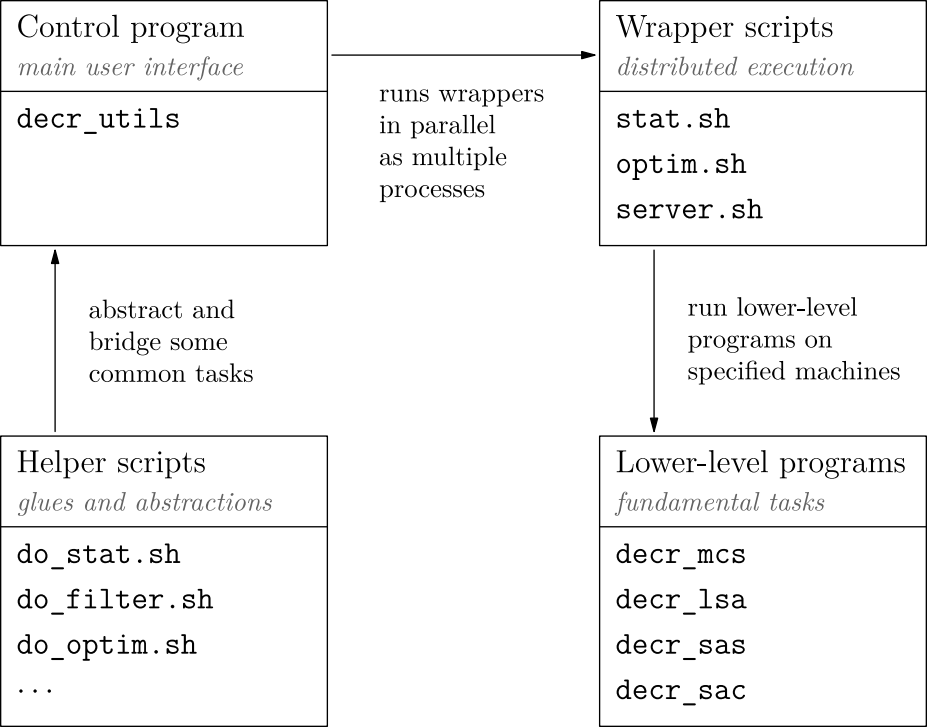 Control program
main user interface
decr_utils
runs wrappers
in parallel
as multiple
processes
Wrapper scripts
distributed execution
stat.sh
optim.sh
server.sh
abstract and
bridge some
common tasks
run lower-level
programs on
specified machines
Helper scripts
glues and abstractions
do_stat.sh
do_filter.sh
do_optim.sh
...
Lower-level programs
fundamental tasks
decr_mcs
decr_lsa
decr_sas
decr_sac